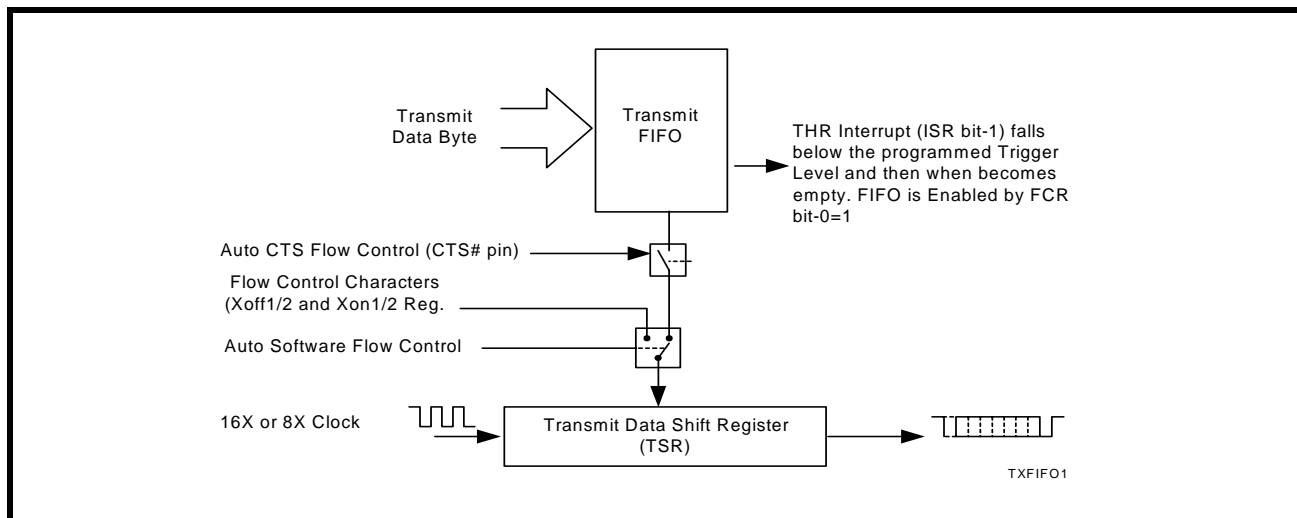 Transmit
Data Byte
Transmit
FIFO
THR Interrupt (ISR bit-1) falls
below the programmed Trigger
Level and then when becomes
empty. FIFO is Enabled by FCR
bit-0=1
Auto CTS Flow Control (CTS# pin)
Flow Control Characters
(Xoff1/2 and Xon1/2 Reg.
Auto Software Flow Control
16X or 8X Clock
Transmit Data Shift Register
(TSR)
TXFIFO1